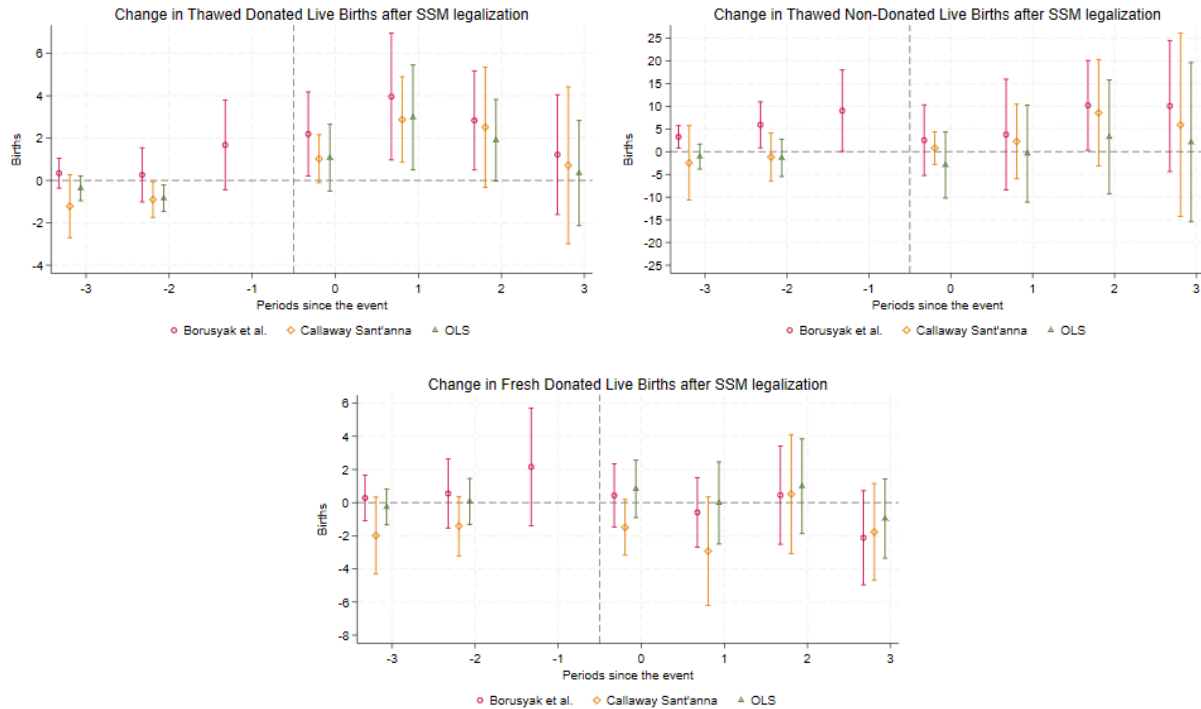 Change in Thawed Donated Live Births after SSM legalization
6
4
2
0
-2
-4
Births
-3 -2 -1 0 1 2 3
Periods since the event
Borusyak et al. Callaway Sant'anna OLS
Change in Thawed Non-Donated Live Births after SSM legalization
25
20
15
10
5
0
-5
-10
-15
-20
-25
Births
-3 -2 -1 0 1 2 3
Periods since the event
Borusyak et al. Callaway Sant'anna OLS
Change in Fresh Donated Live Births after SSM legalization
6
4
2
0
-2
-4
-6
-8
Births
-3 -2 -1 0 1 2 3
Periods since the event
Borusyak et al. Callaway Sant'anna OLS